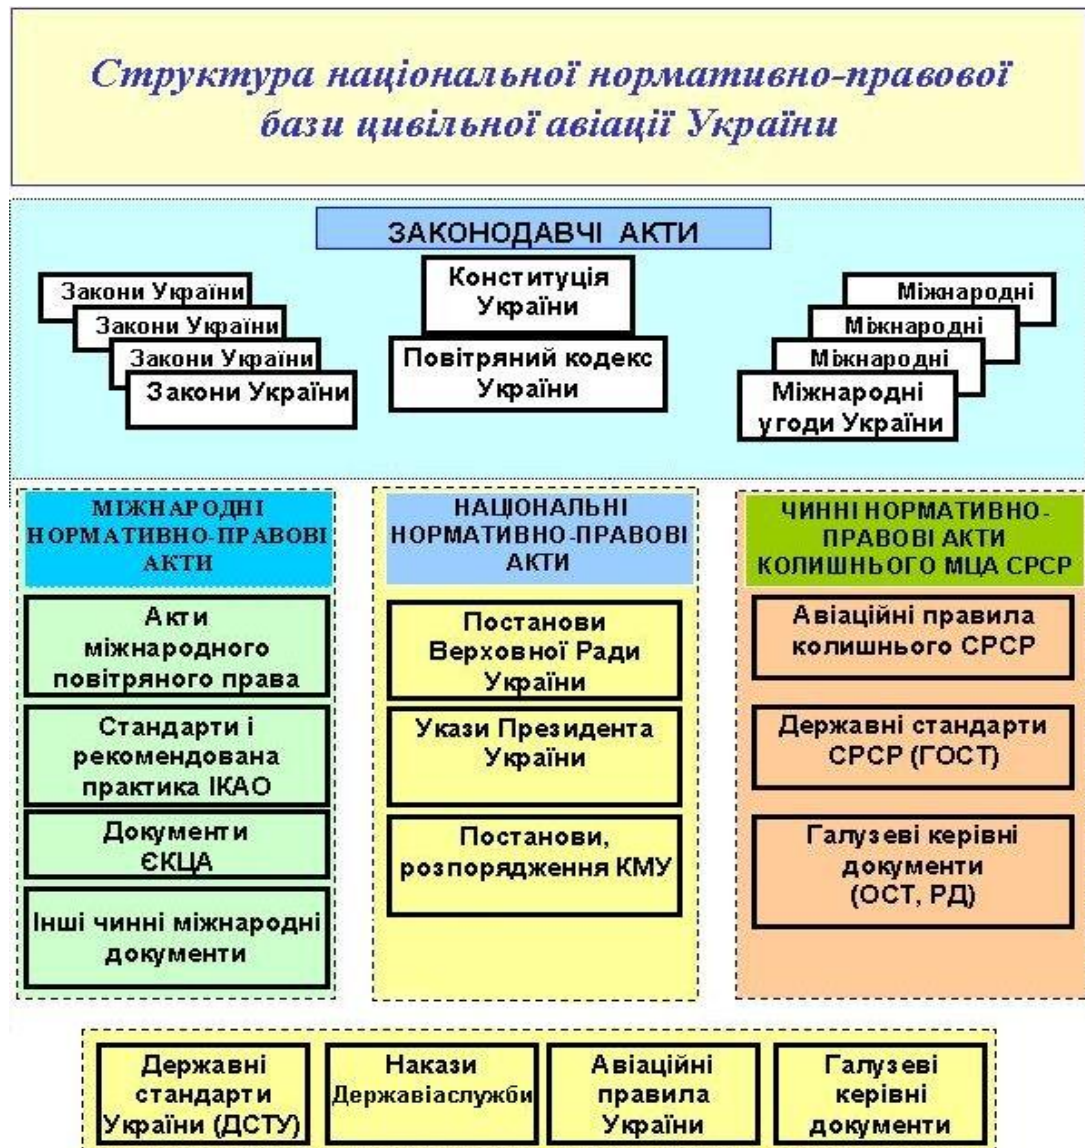 Структура національної нормативно-правової
бази цивільної авіації України
ЗАКОНОДАВЧІ АКТИ
Закони України
Закони України
Закони України
Закони України
Конституція
України
Повітряний кодекс
України
Міжнародні
Міжнародні
Міжнародні
Міжнародні
угоди України
МІЖНАРОДНІ
НОРМАТИВНО-ПРАВОВІ
АКТИ
Акти
міжнародного
повітряного права
Стандарти і
рекомендована
практика ІКАО
Документи
ЄКЦА
Інші чинні міжнародні
документи
НАЦІОНАЛЬНІ
НОРМАТИВНО-ПРАВОВІ
АКТИ
Постанови
Верховної Ради
України
Укази Президента
України
Постанови,
розпорядження КМУ
ЧИННІ НОРМАТИВНО-
ПРАВОВІ АКТИ
КОЛИШНЬОГО МЦА СРСР
Авіаційні правила
колишнього СРСР
Державні стандарти
СРСР (ГОСТ)
Галузеві керівні
документи
(ОСТ, РД)
Державні
стандарти
України (ДСТУ)
Накази
Державіаслужби
Авіаційні
правила
України
Галузеві
керівні
документи